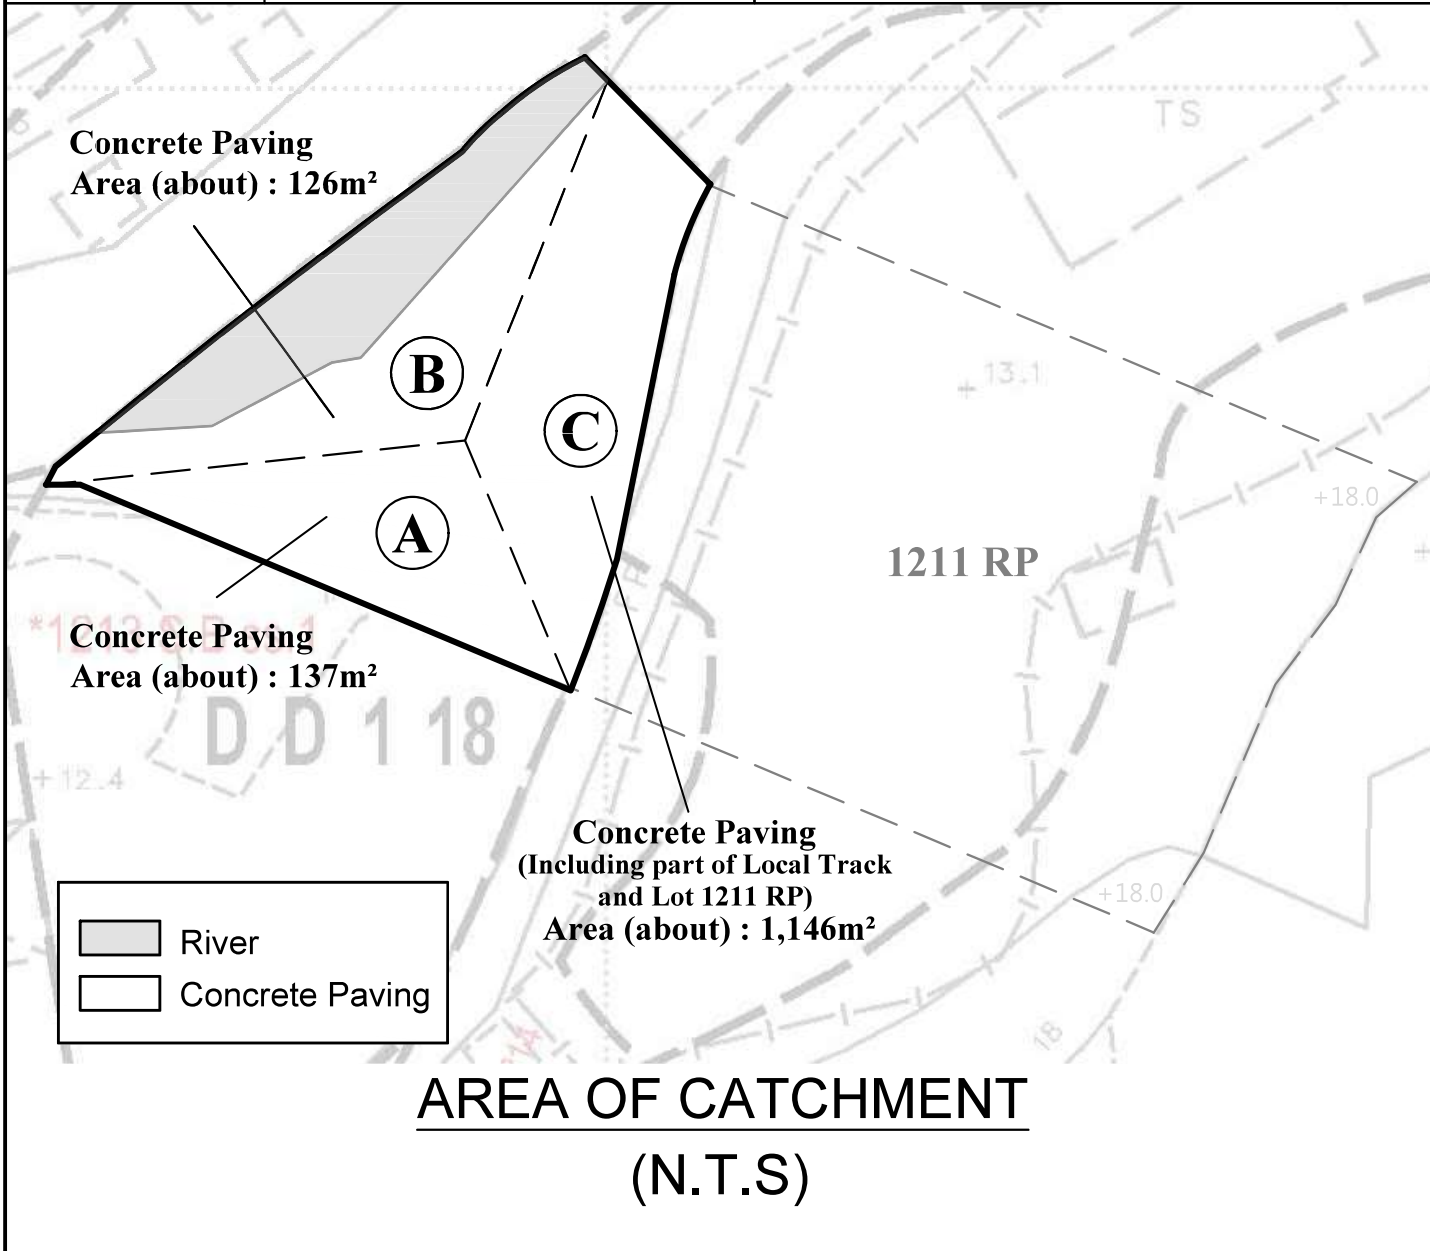 TS
Concrete Paving
Area (about) : 126m²
B
13.1
C
+18.0
A
1211 RP
Concrete Paving
Area (about) : 137m²
D D 1 18
+12.4
Concrete Paving
(Including part of Local Track
and Lot 1211 RP)
Area (about) : 1,146m²
+18.0
River
Concrete Paving
18
AREA OF CATCHMENT
(N.T.S)